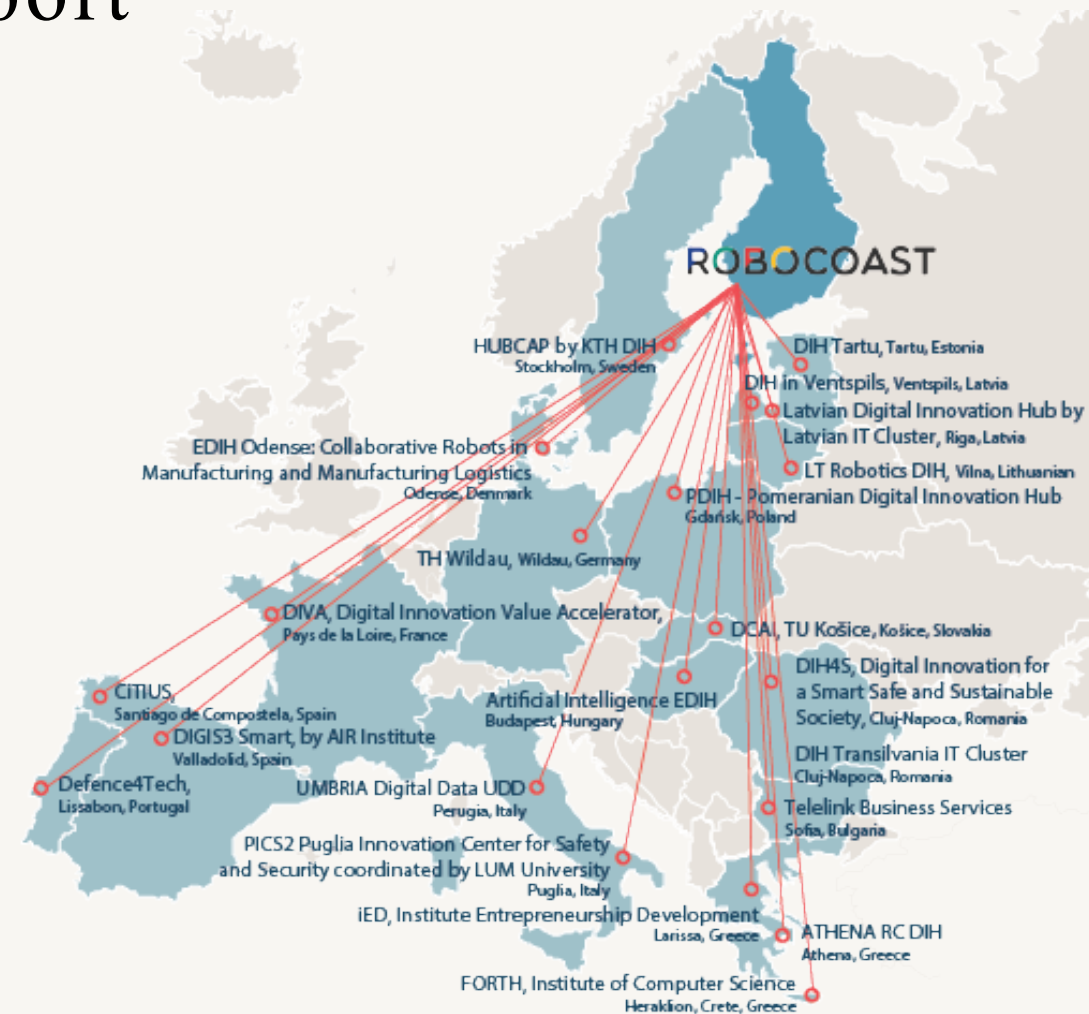 ROBOCOAST
HUBCAP by KTH DIH
Stockholm, Sweden
DIH Tartu, Tartu, Estonia
DIH in Ventspils, Ventspils, Latvia
Latvian Digital Innovation Hub by
Latvian IT Cluster, Riga, Latvia
EDIH Odense: Collaborative Robots in
Manufacturing and Manufacturing Logistics
Odense, Denmark
LT Robotics DIH, Vilna, Lithuanian
PDIH - Pomeranian Digital Innovation Hub
Gdańsk, Poland
TH Wildau, Wildau, Germany
DIVA, Digital Innovation Value Accelerator,
Pays de la Loire, France
DCAI, TU Košice, Košice, Slovakia
DIH4S, Digital Innovation for
a Smart Safe and Sustainable
Society, Cluj-Napoca, Romania
CiTIUS,
Santiago de Compostela, Spain
Artificial Intelligence EDIH
Budapest, Hungary
DIGIS3 Smart, by AIR Institute
Valladolid, Spain
DIH Transilvania IT Cluster
Cluj-Napoca, Romania
Defence4Tech,
Lissabon, Portugal
UMBRIA Digital Data UDD
Perugia, Italy
Telelink Business Services
Sofia, Bulgaria
PICS2 Puglia Innovation Center for Safety
and Security coordinated by LUM University
Puglia, Italy
iED, Institute Entrepreneurship Development
Larissa, Greece
ATHENA RC DIH
Athena, Greece
FORTH, Institute of Computer Science
Heraklion, Crete, Greece